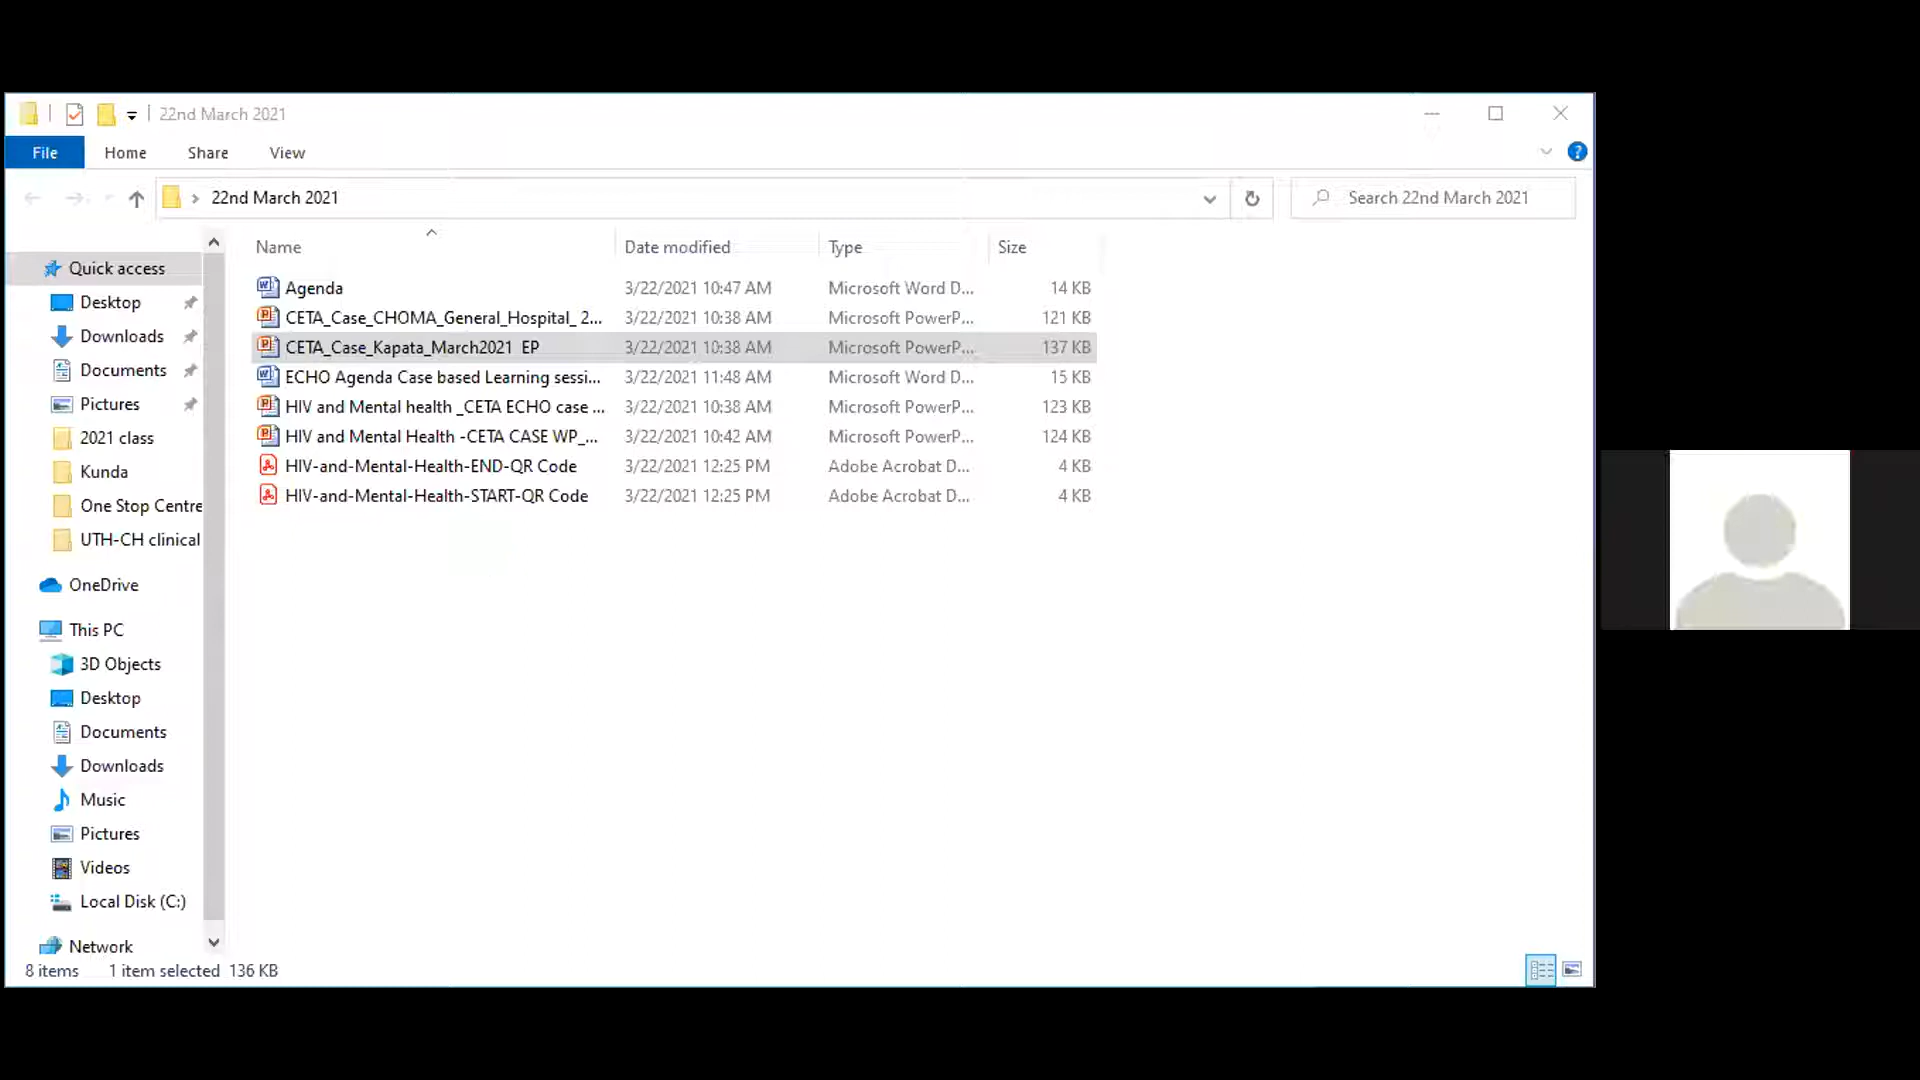 22nd March 2021
File Home Share View
22nd March 2021 Search 22nd March 2021
Name Date modified Type Size
Quick access
Desktop
Downloads
Documents
Pictures
2021 class
Kunda
One Stop Centre
UTH-CH clinical
OneDrive
This PC
3D Objects
Desktop
Documents
Downloads
Music
Pictures
Videos
Local Disk (C:)
Network
Agenda 3/22/2021 10:47 AM Microsoft Word D... 14 KB
CETA_Case_CHOMA_General_Hospital_ 2... 3/22/2021 10:38 AM Microsoft PowerP... 121 KB
CETA_Case_Kapata_March2021 EP 3/22/2021 10:38 AM Microsoft PowerP... 137 KB
ECHO Agenda Case based Learning sessi... 3/22/2021 11:48 AM Microsoft Word D... 15 KB
HIV and Mental health _CETA ECHO case ... 3/22/2021 10:38 AM Microsoft PowerP... 123 KB
HIV and Mental Health -CETA CASE WP_... 3/22/2021 10:42 AM Microsoft PowerP... 124 KB
HIV-and-Mental-Health-END-QR Code 3/22/2021 12:25 PM Adobe Acrobat D... 4 KB
HIV-and-Mental-Health-START-QR Code 3/22/2021 12:25 PM Adobe Acrobat D... 4 KB
8 items 1 item selected 136 KB